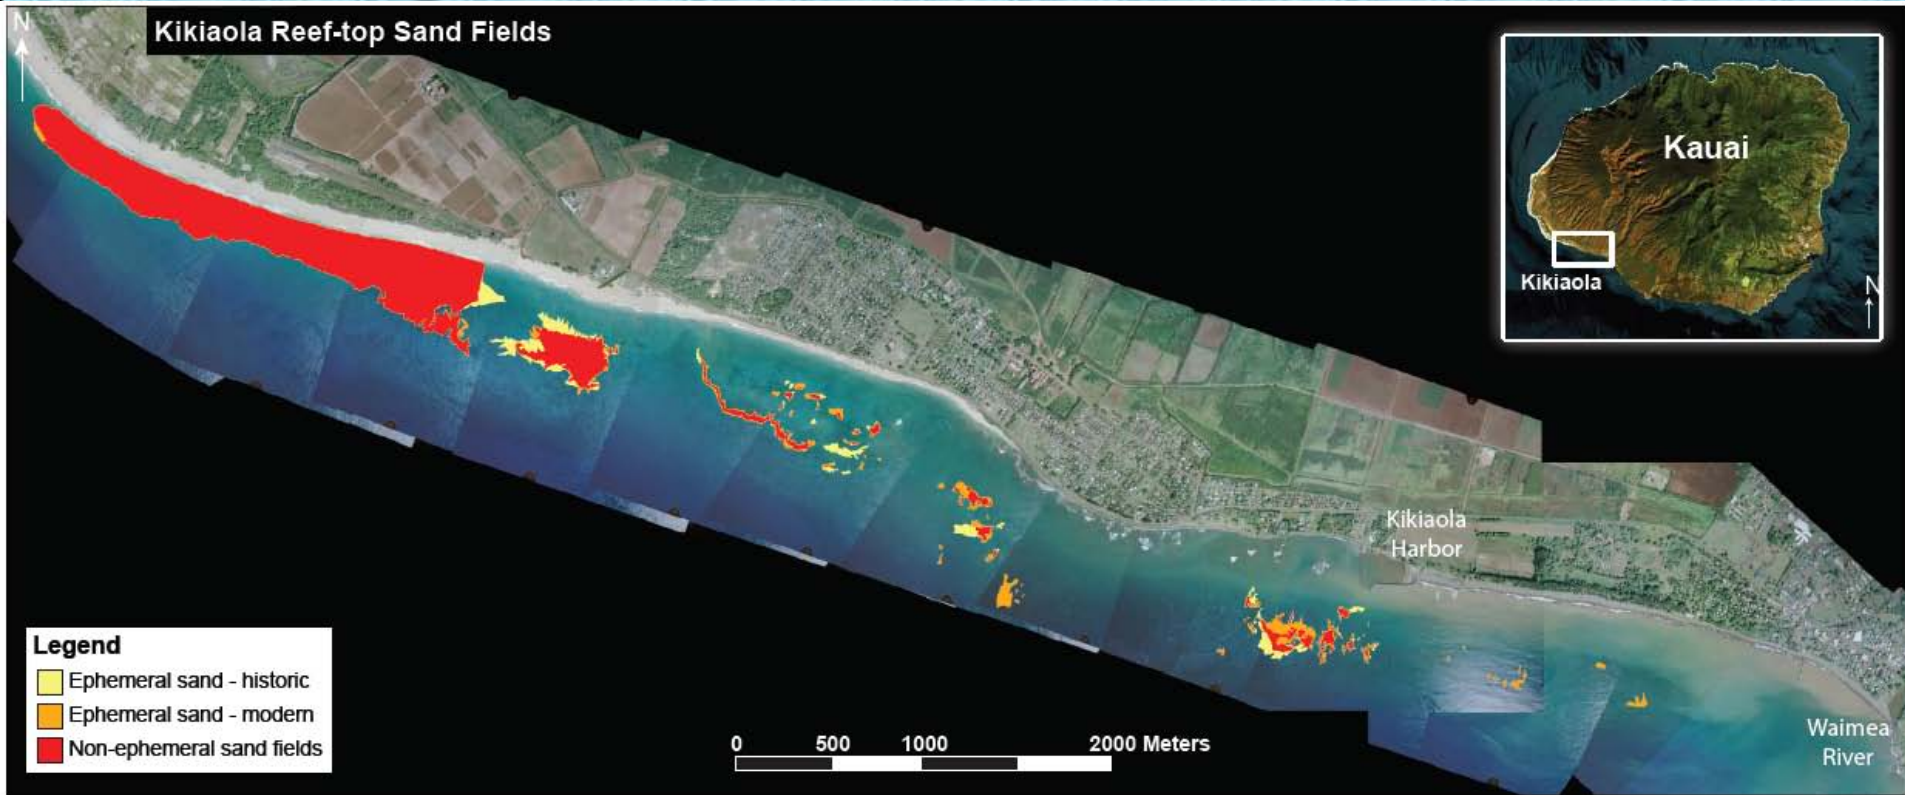 Kikiaola Reef-top Sand Fields
N
Kauai
Kikiaola
N
Kikiaola
Harbor
Waimea
River
Legend
Ephemeral sand - historic
Ephemeral sand - modern
Non-ephemeral sand fields
0 500 1000 2000 Meters